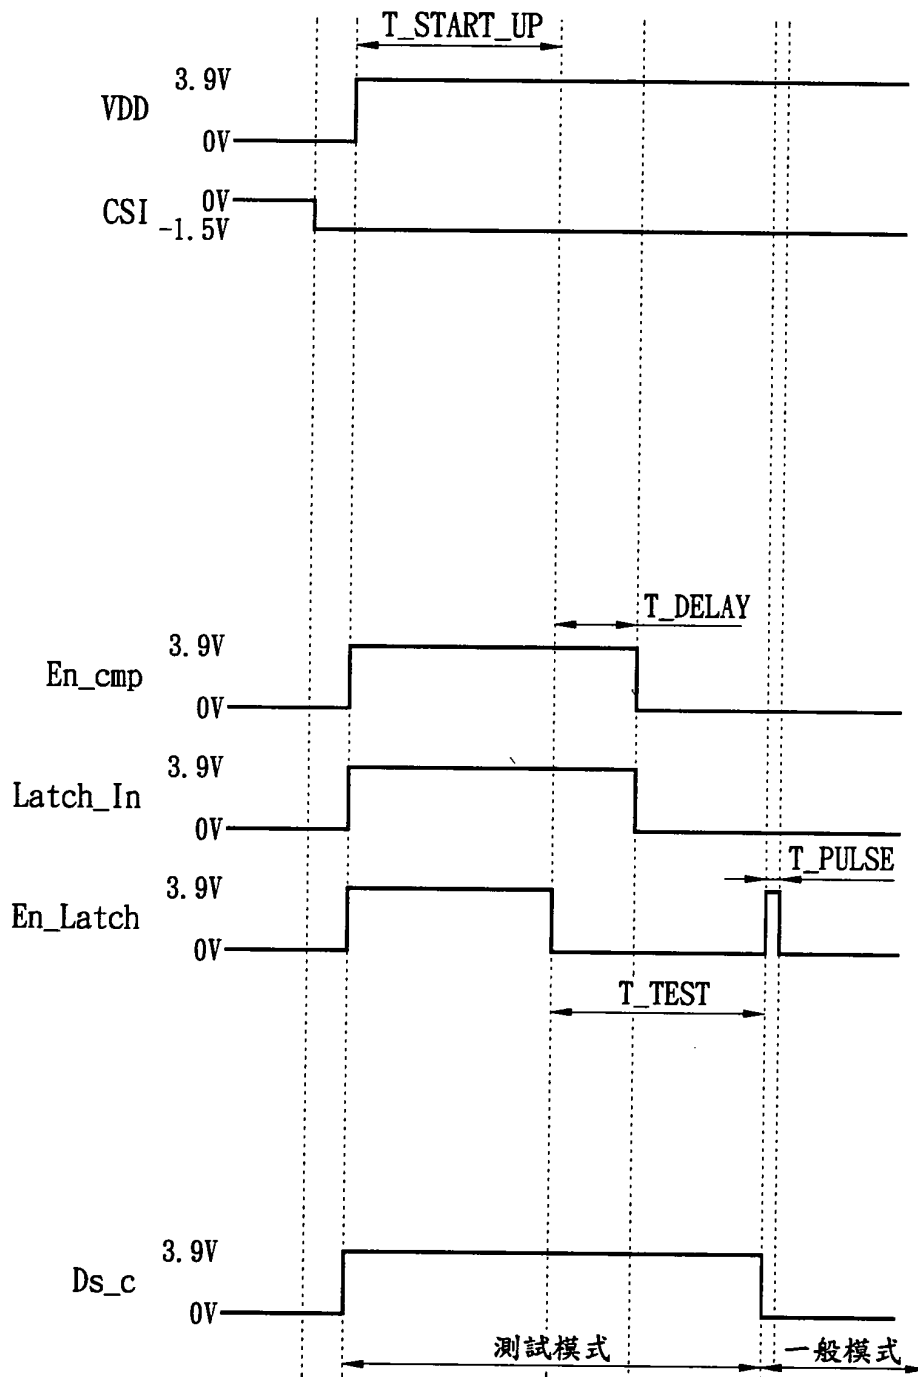 T_START_UP
3.9V
VDD
0V
0V
CSI
-1.5V
T_DELAY
3.9V
En_cmp
0V
3.9V
Latch_In
0V
T_PULSE
3.9V
En_Latch
0V
T_TEST
3.9V
Ds_c
0V
測試模式
一般模式